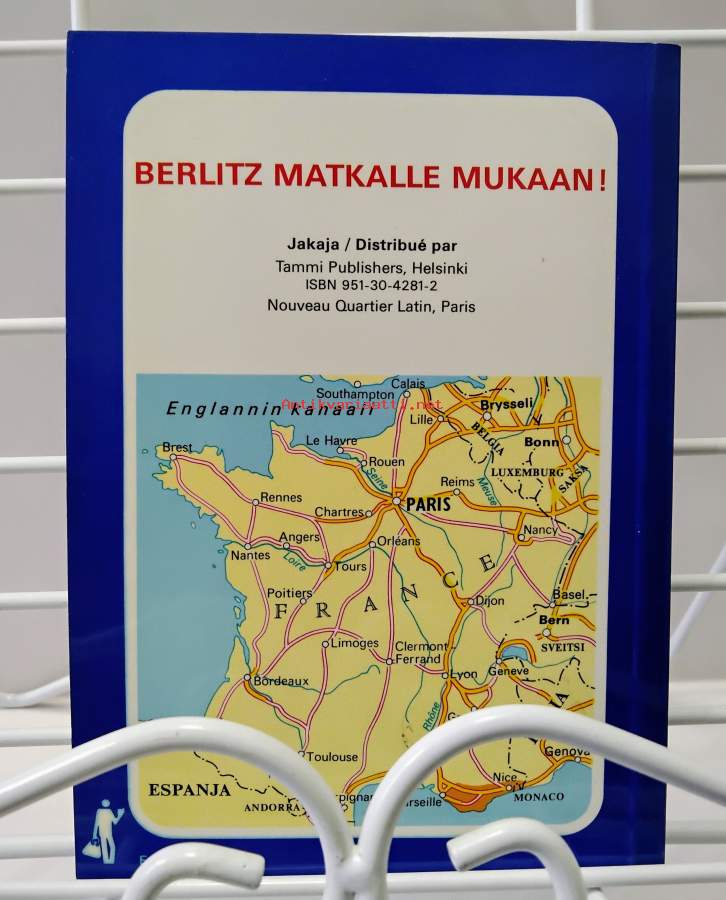 BERLITZ MATKALLE MUKAAN!
Jakaja / Distribué par
Tammi Publishers, Helsinki
ISBN 951-30-4281-2
Nouveau Quartier Latin, Paris
Calais
Southampton
Englannin kanaali
Antikvariaatti.net
Brysseli
Lille
BELGIA
Le Havre
Bonn
Brest
Rouen
LUXEMBURG
Seine
Reims
Meuse
SAKSA
Rennes
Chartres
PARIS
Nancy
Angers
Orléans
Nantes
Loire
Tours
Poitiers
FRANCE
Dijon
Basel
Bern
Limoges
Clermont
Ferrand
SVEITSI
Bordeaux
Lyon
Geneve
Rhône
Toulouse
Genova
Nice
ESPANJA
ANDORRA
MONACO